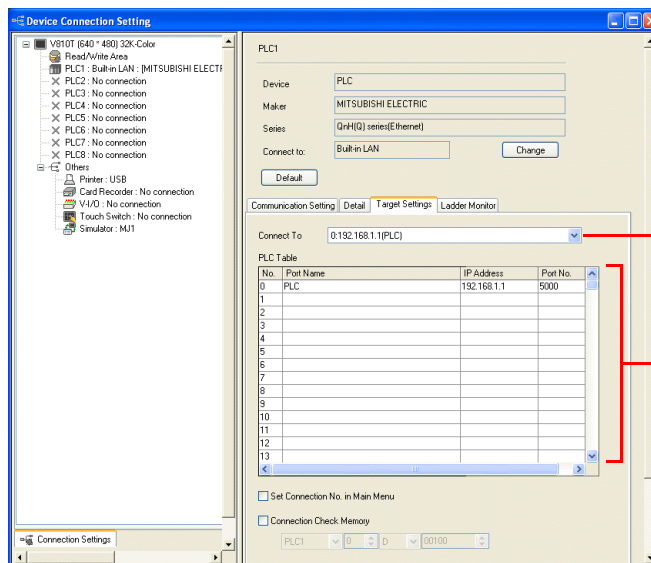 Device Connection Setting
V810T (640 * 480) 32K-Color
Read/Write Area
PLC1 : Built-in LAN : [MITSUBISHI ELECTF
PLC2 : No connection
PLC3 : No connection
PLC4 : No connection
PLC5 : No connection
PLC6 : No connection
PLC7 : No connection
PLC8 : No connection
Others
Printer : USB
Card Recorder : No connection
V-I/O : No connection
Touch Switch : No connection
Simulator : MJ1
Connection Settings
PLC1
Device PLC
Maker MITSUBISHI ELECTRIC
Series QnH(Q) series(Ethernet)
Connect to: Built-in LAN Change
Default
Communication Setting Detail Target Settings Ladder Monitor
Connect To 0:192.168.1.1(PLC)
PLC Table
No. Port Name IP Address Port No.
0 PLC 192.168.1.1 5000
1
2
3
4
5
6
7
8
9
10
11
12
13
Set Connection No. in Main Menu
Connection Check Memory
PLC1 0 D 00100